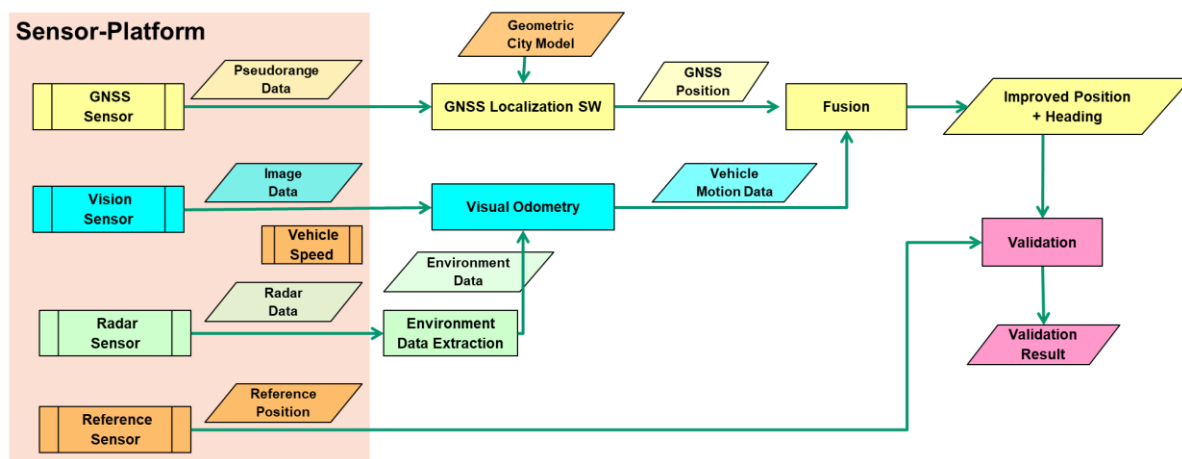 Sensor-Platform
Geometric
City Model
Pseudorange
Data
GNSS
Position
GNSS
Sensor
GNSS Localization SW
Fusion
Improved Position
+ Heading
Image
Data
Vehicle
Motion Data
Vision
Sensor
Visual Odometry
Vehicle
Speed
Validation
Environment
Data
Radar
Data
Radar
Sensor
Environment
Data Extraction
Validation
Result
Reference
Position
Reference
Sensor